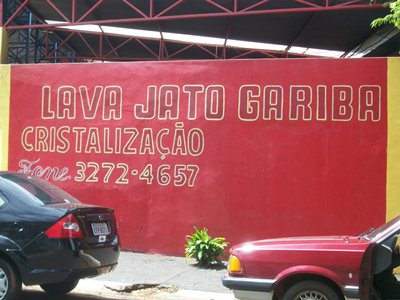 LAVA JATO GARIBA
CRISTALIZAÇÃO
Fone 3272-4657